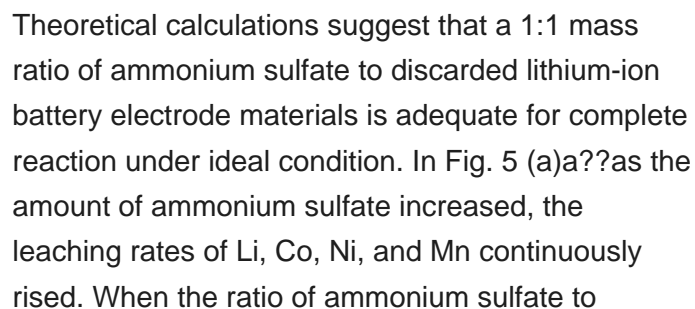 Theoretical calculations suggest that a 1:1 mass
ratio of ammonium sulfate to discarded lithium-ion
battery electrode materials is adequate for complete
reaction under ideal condition. In Fig. 5 (a)a??as the
amount of ammonium sulfate increased, the
leaching rates of Li, Co, Ni, and Mn continuously
rised. When the ratio of ammonium sulfate to